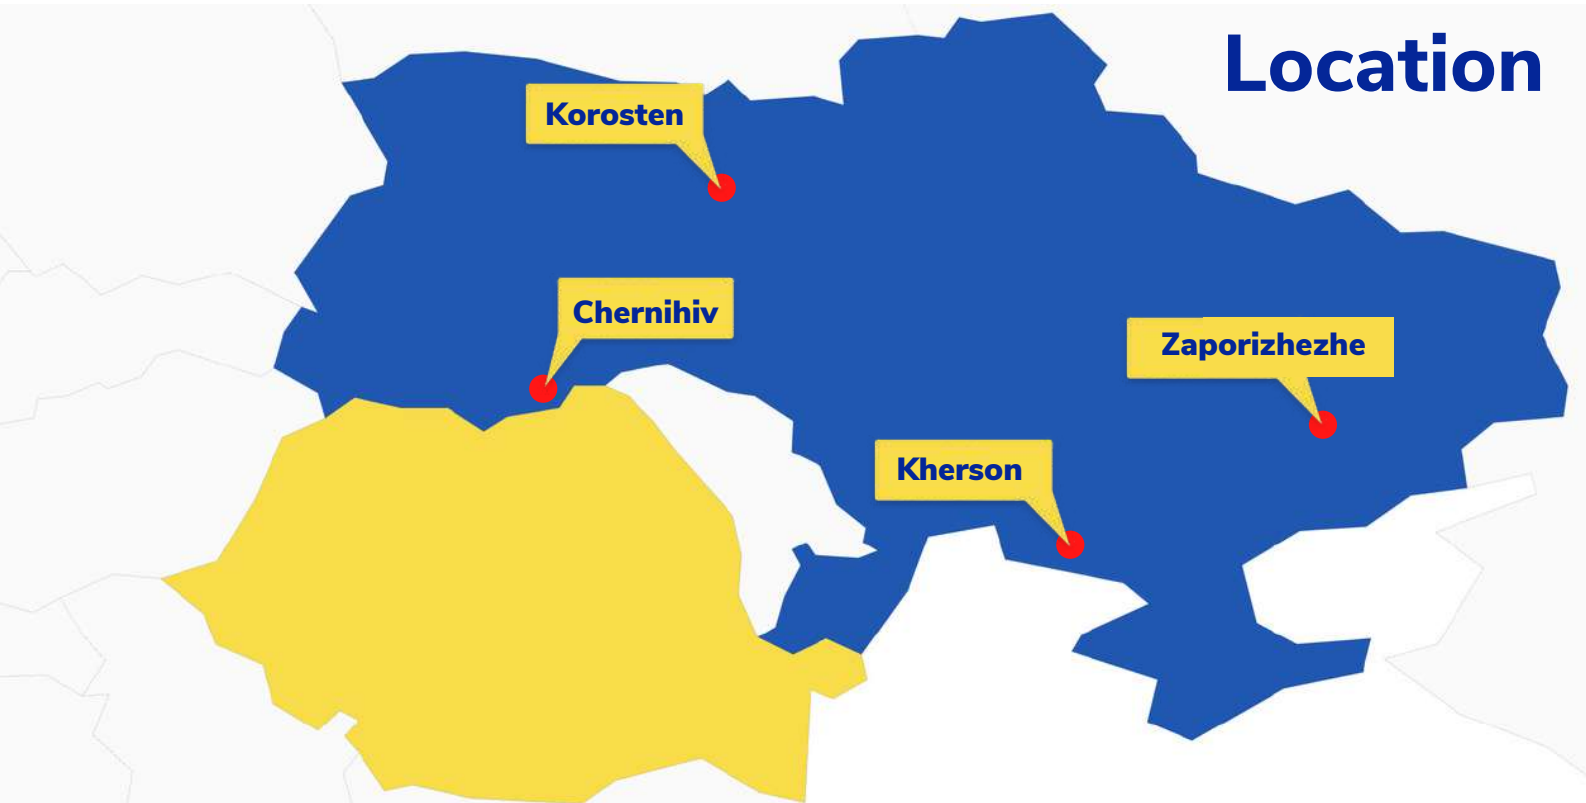 Location
Korosten
Chernihiv
Zaporizhezhe
Kherson